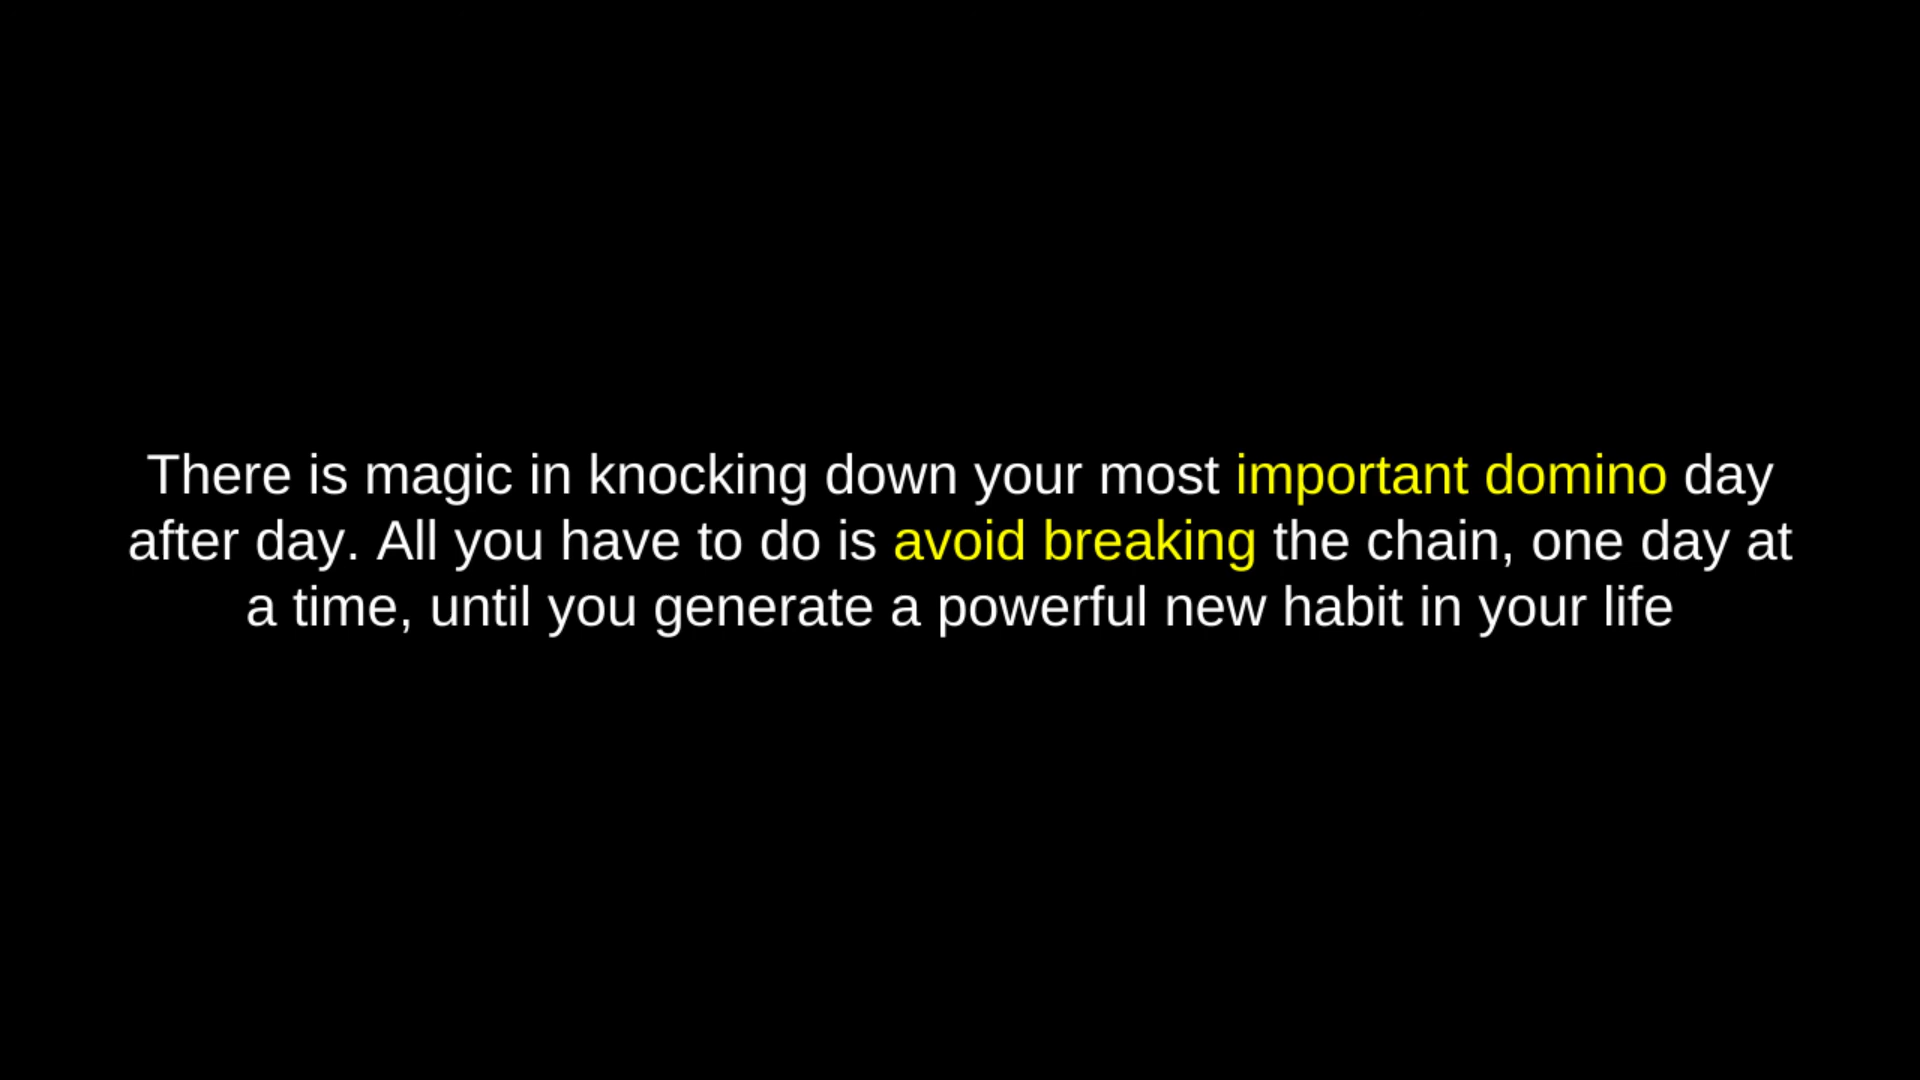 There is magic in knocking down your most important domino day
after day. All you have to do is avoid breaking the chain, one day at
a time, until you generate a powerful new habit in your life